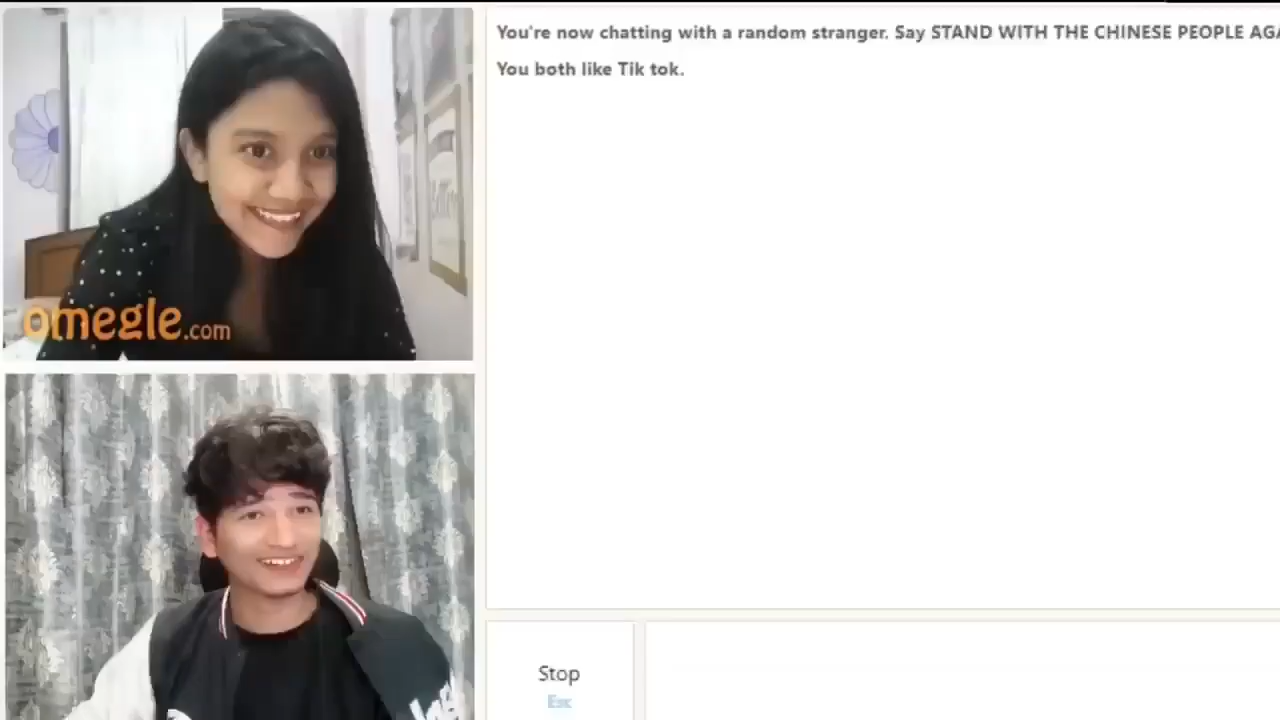 You're now chatting with a random stranger. Say STAND WITH THE CHINESE PEOPLE AGA
You both like Tik tok.
omegle.com
Stop
Esc